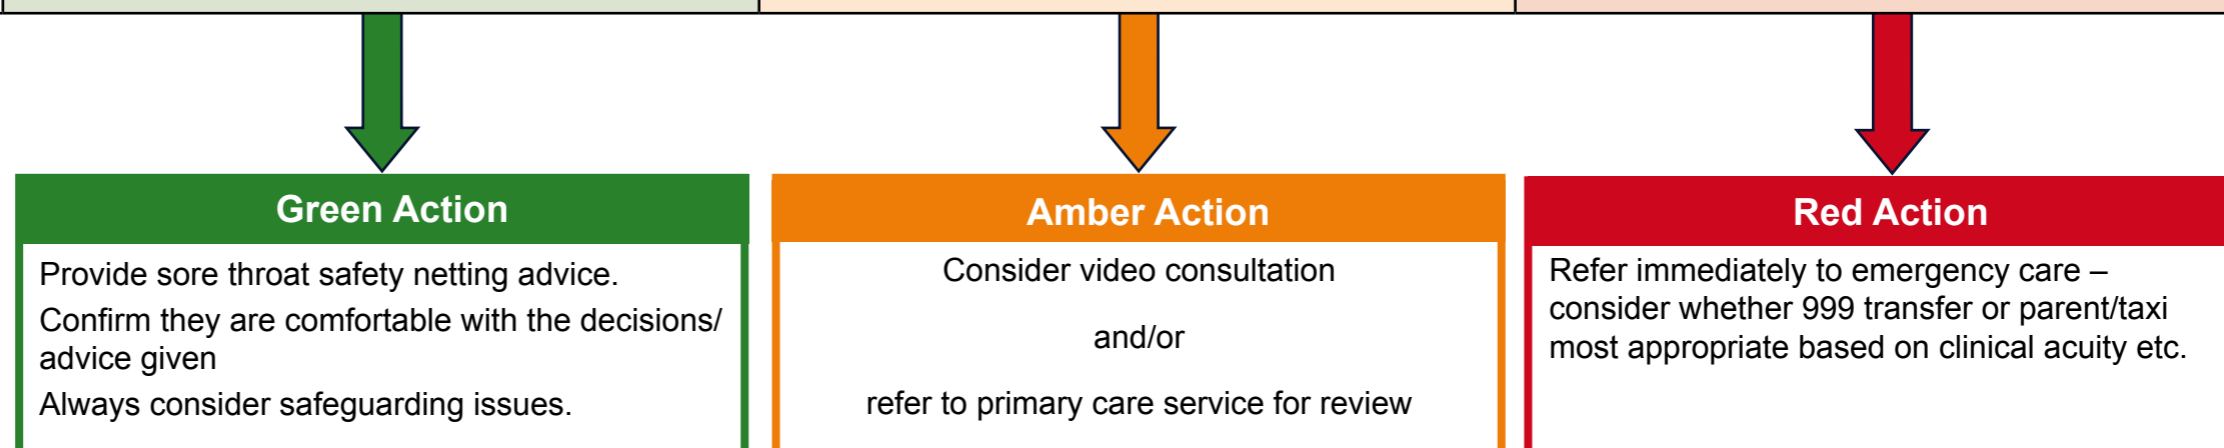 Green Action
Provide sore throat safety netting advice.
Confirm they are comfortable with the decisions/
advice given
Always consider safeguarding issues.
Amber Action
Consider video consultation
and/or
refer to primary care service for review
Red Action
Refer immediately to emergency care –
consider whether 999 transfer or parent/taxi
most appropriate based on clinical acuity etc.